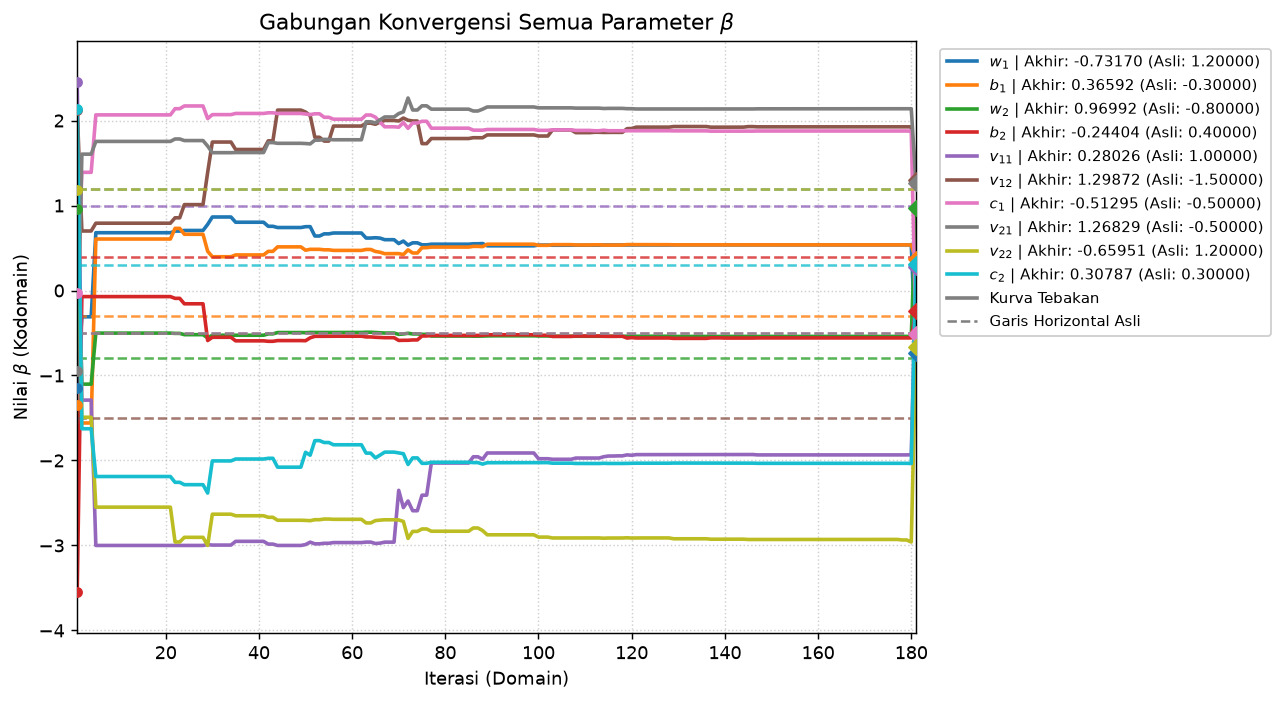 Gabungan Konvergensi Semua Parameter β
Nilai β (Kodomain)
2
1
0
−1
−2
−3
−4
20 40 60 80 100 120 140 160 180
Iterasi (Domain)
w₁ | Akhir: -0.73170 (Asli: 1.20000)
b₁ | Akhir: 0.36592 (Asli: -0.30000)
w₂ | Akhir: 0.96992 (Asli: -0.80000)
b₂ | Akhir: -0.24404 (Asli: 0.40000)
v₁₁ | Akhir: 0.28026 (Asli: 1.00000)
v₁₂ | Akhir: 1.29872 (Asli: -1.50000)
c₁ | Akhir: -0.51295 (Asli: -0.50000)
v₂₁ | Akhir: 1.26829 (Asli: -0.50000)
v₂₂ | Akhir: -0.65951 (Asli: 1.20000)
c₂ | Akhir: 0.30787 (Asli: 0.30000)
Kurva Tebakan
Garis Horizontal Asli